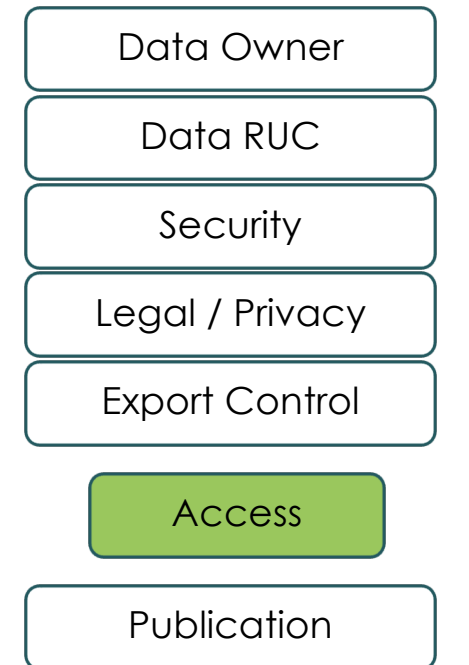 Data Owner
Data RUC
Security
Legal / Privacy
Export Control
Access
Publication